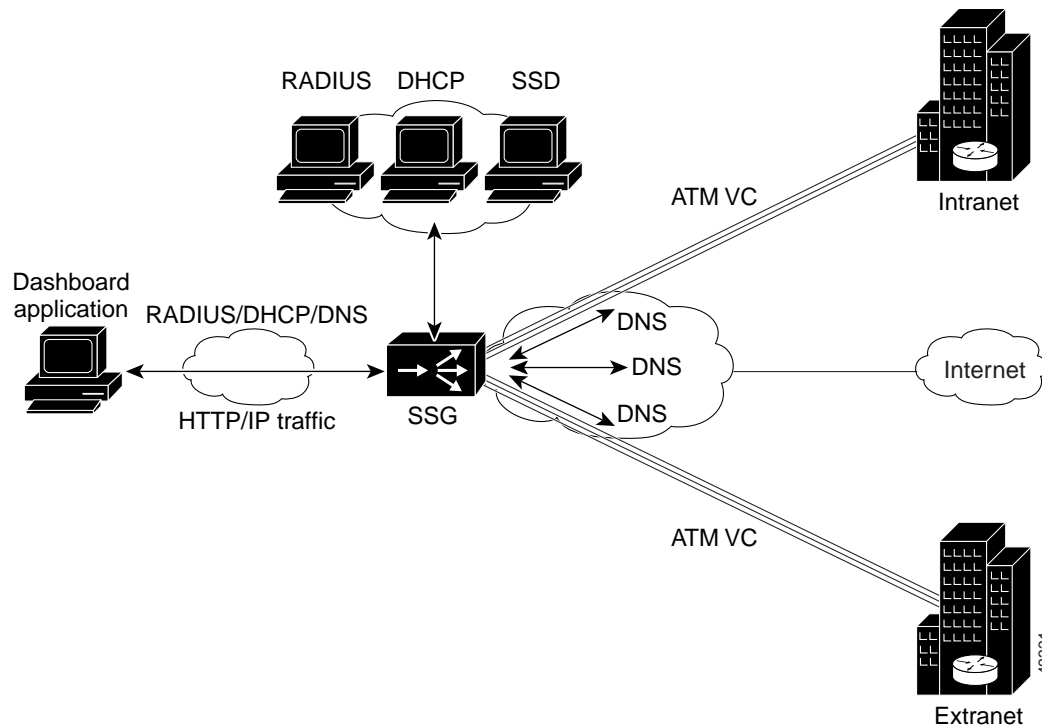 RADIUS DHCP SSD
ATM VC
Intranet
Dashboard
application
RADIUS/DHCP/DNS
HTTP/IP traffic
SSG
DNS
DNS
DNS
Internet
ATM VC
Extranet